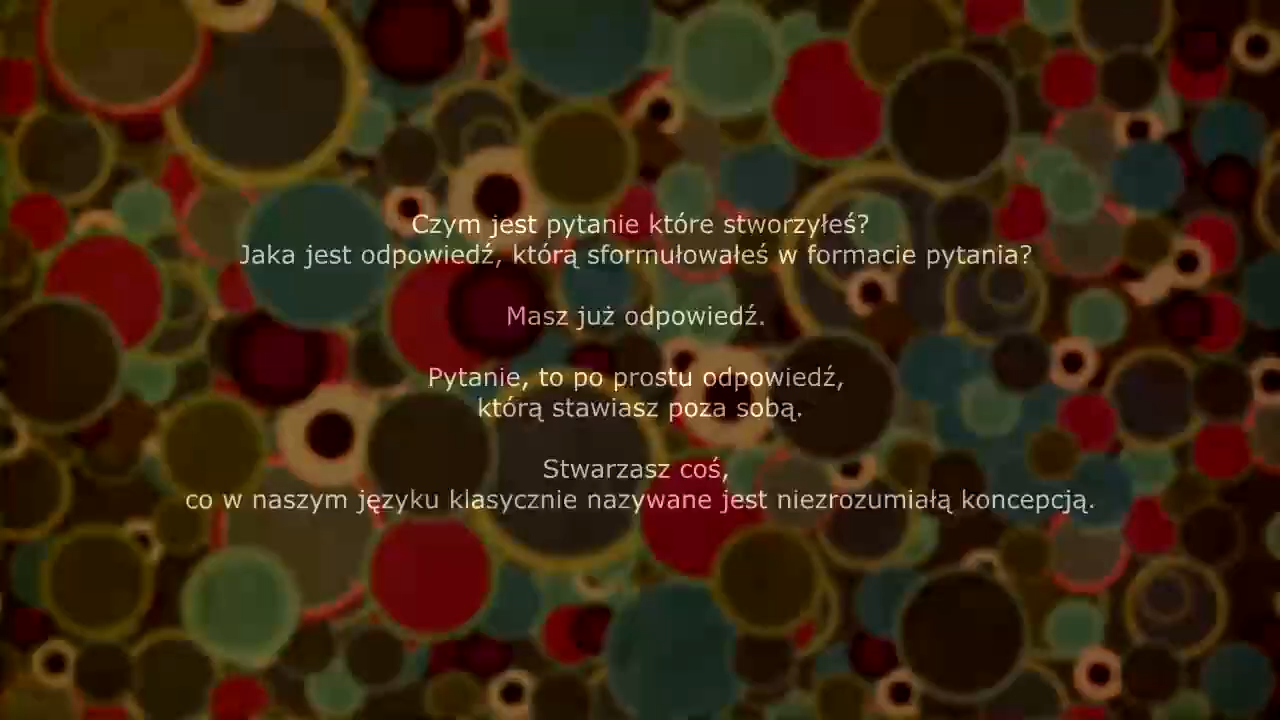 Czym jest pytanie które stworzyłeś?
Jaka jest odpowiedź, którą sformułowałeś w formacie pytania?
Masz już odpowiedź.
Pytanie, to po prostu odpowiedź,
którą stawiasz poza sobą.
Stwarzasz coś,
co w naszym języku klasycznie nazywane jest niezrozumiałą koncepcją.